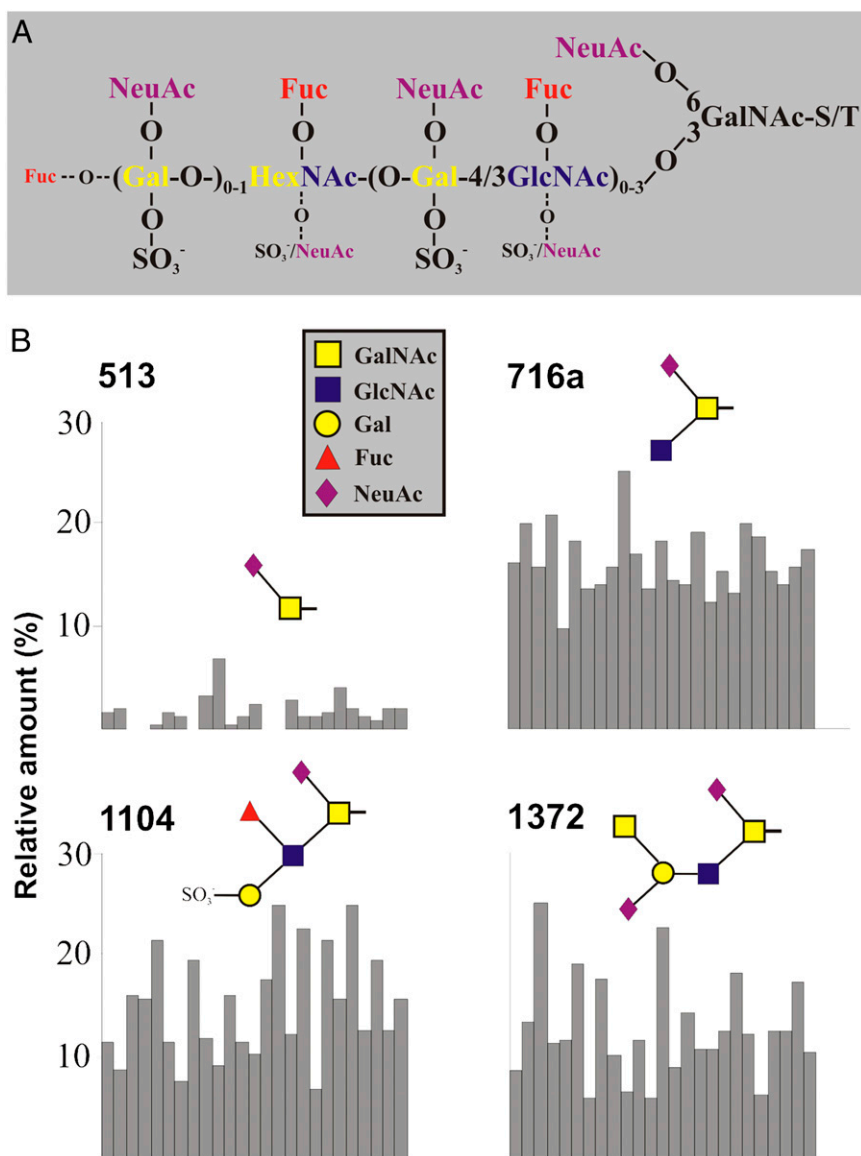 A
NeuAc
NeuAc Fuc NeuAc Fuc O
O O O O 6
GalNAc-S/T
3
Fuc --O-- (Gal-O-)0-1HexNAc-(O-Gal-4/3GlcNAc)0-3 O
O O O O
SO3- SO3-/NeuAc SO3- SO3-/NeuAc
B
513
GalNAc
GlcNAc
Gal
Fuc
NeuAc
716a
30
20
10
Relative amount (%)
1104
SO3-
1372
30
20
10